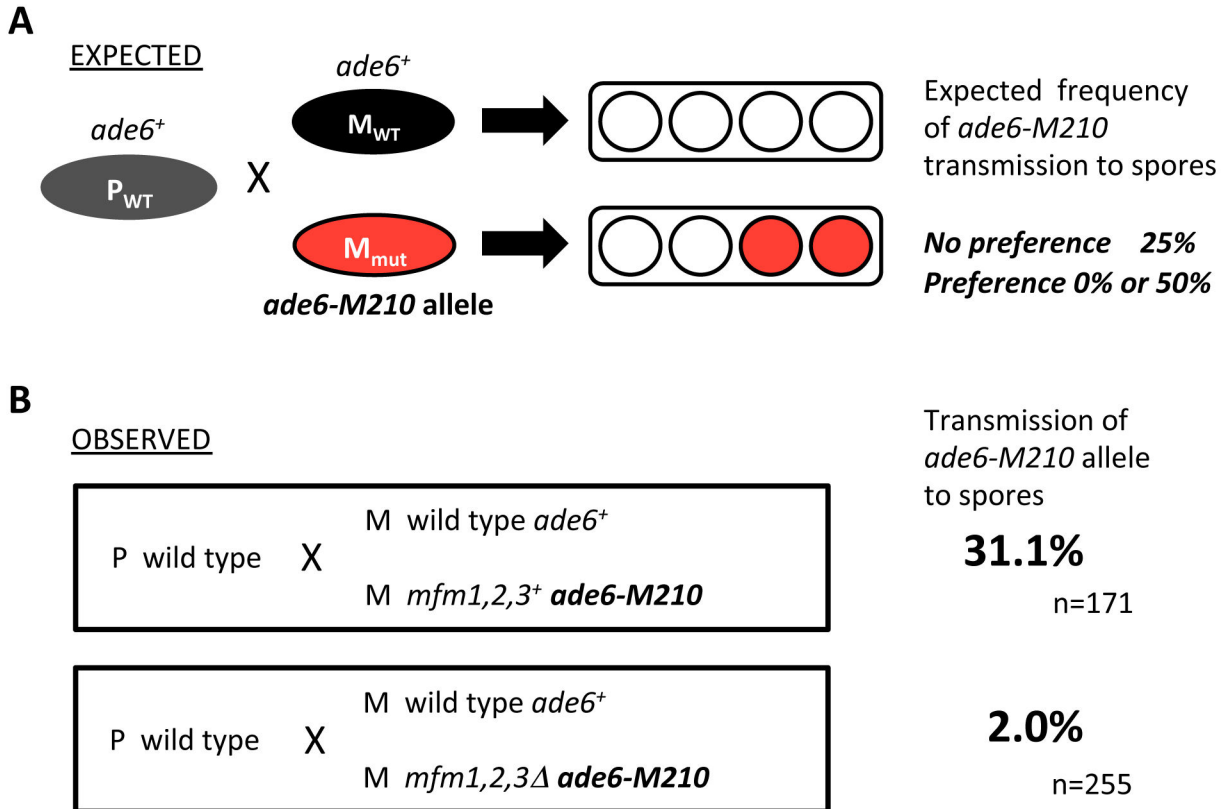 A
EXPECTED
ade6+
PWT
X
ade6+
MWT
Mmut
ade6-M210 allele
Expected frequency
of ade6-M210
transmission to spores
No preference 25%
Preference 0% or 50%
B
OBSERVED
Transmission of
ade6-M210 allele
to spores
P wild type X
M wild type ade6+
M mfm1,2,3+ ade6-M210
31.1%
n=171
P wild type X
M wild type ade6+
M mfm1,2,3Δ ade6-M210
2.0%
n=255